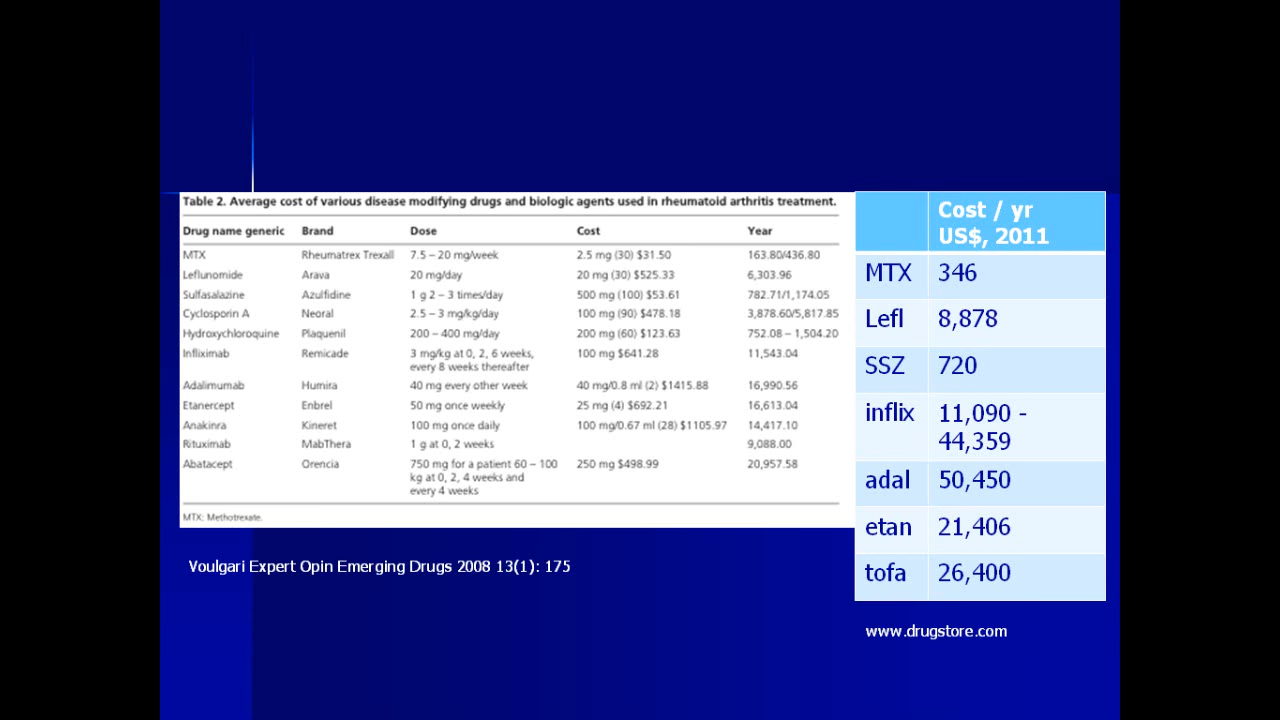 Table 2. Average cost of various disease modifying drugs and biologic agents used in rheumatoid arthritis treatment.
Drug name generic Brand Dose Cost Year
MTX Rheumatrex Trexall 7.5 – 20 mg/week 2.5 mg (30) $31.50 163.80/436.80
Leflunomide Arava 20 mg/day 20 mg (30) $525.33 6,303.96
Sulfasalazine Azulfidine 1 g 2 – 3 times/day 500 mg (100) $53.61 782.71/1,174.05
Cyclosporin A Neoral 2.5 – 3 mg/kg/day 100 mg (90) $478.18 3,878.60/5,817.85
Hydroxychloroquine Plaquenil 200 – 400 mg/day 200 mg (60) $123.63 752.08 – 1,504.20
Infliximab Remicade 3 mg/kg at 0, 2, 6 weeks, 100 mg $641.28 11,543.04
every 8 weeks thereafter
Adalimumab Humira 40 mg every other week 40 mg/0.8 ml (2) $1415.88 16,990.56
Etanercept Enbrel 50 mg once weekly 25 mg (4) $692.21 16,613.04
Anakinra Kineret 100 mg once daily 100 mg/0.67 ml (28) $1105.97 14,417.10
Rituximab MabThera 1 g at 0, 2 weeks 9,088.00
Abatacept Orencia 750 mg for a patient 60 – 100 250 mg $498.99 20,957.58
kg at 0, 2, 4 weeks and
every 4 weeks
MTX: Methotrexate.
Voulgari Expert Opin Emerging Drugs 2008 13(1): 175
Cost / yr
US$, 2011
MTX 346
Lefl 8,878
SSZ 720
inflix 11,090 -
44,359
adal 50,450
etan 21,406
tofa 26,400
www.drugstore.com